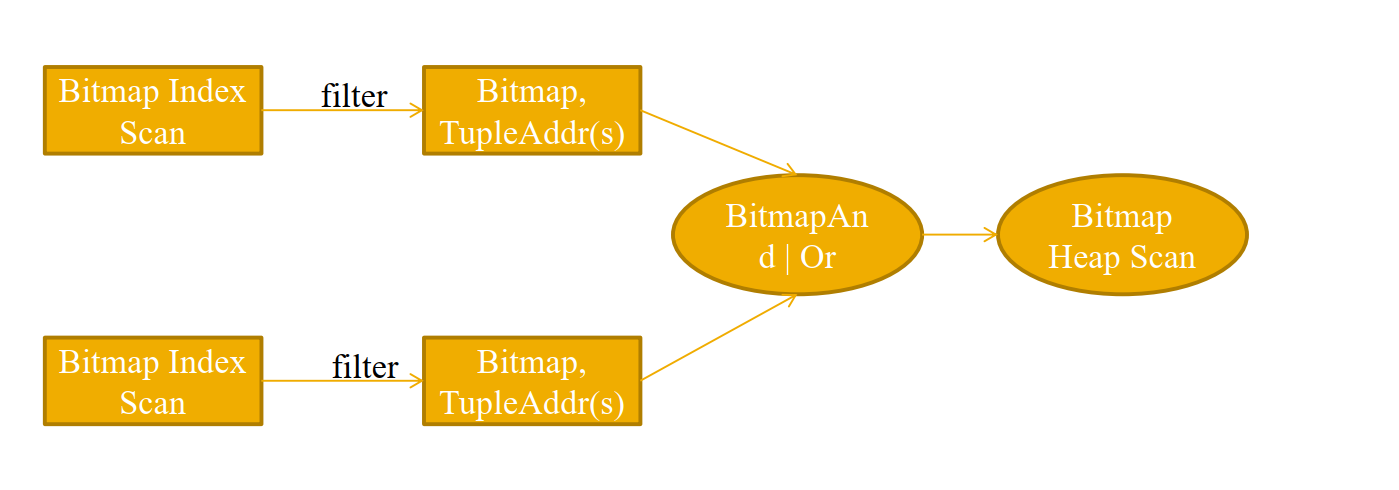 Bitmap Index
Scan
filter
Bitmap,
TupleAddr(s)
BitmapAn
d | Or
Bitmap
Heap Scan
Bitmap Index
Scan
filter
Bitmap,
TupleAddr(s)